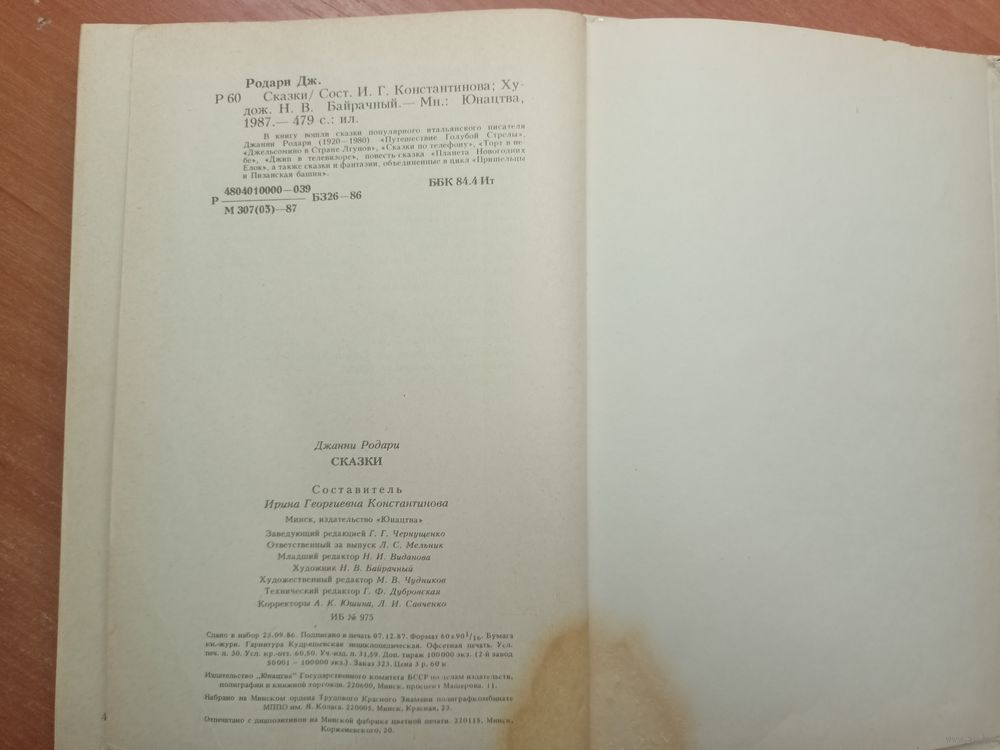 Родари Дж.
Р 60 Сказки/ Сост. И. Г. Константинова; Ху-
дож. Н. В. Байрачный.— Мн.: Юнацтва,
1987.— 479 с.: ил.
В книгу вошли сказки популярного итальянского писателя
Джанни Родари (1920—1980) «Путешествие Голубой Стрелы»,
«Джельсомино в Стране Лгунов», «Сказки по телефону», «Торт в не-
бе», «Джип в телевизоре», повесть-сказка «Планета Новогодних
Елок», а также сказки и фантазии, объединенные в цикл «Пришельцы
и Пизанская башня».
Р 4804010000—039 БЗ26—86 ББК 84.4 Ит
М 307(03)—87
Джанни Родари
СКАЗКИ
Составитель
Ирина Георгиевна Константинова
Минск, издательство «Юнацтва»
Заведующий редакцией Г. Г. Чернущенко
Ответственный за выпуск Л. С. Мельник
Младший редактор Н. И. Виданова
Художник Н. В. Байрачный
Художественный редактор М. В. Чудников
Технический редактор Г. Ф. Дубровская
Корректоры А. К. Юшина, Л. И. Савченко
ИБ № 975
Сдано в набор 25.09.86. Подписано в печать 07.12.87. Формат 60×90 1/16. Бумага
кн.-журн. Гарнитура Кудряшевская энциклопедическая. Офсетная печать. Усл.
печ. л. 30. Усл. кр.-отт. 60,50. Уч.-изд. л. 31,59. Доп. тираж 100000 экз. (2-й завод
50001 — 100000 экз.). Заказ 323. Цена 3 р. 60 к.
Издательство „Юнацтва" Государственного комитета БССР по делам издательств,
полиграфии и книжной торговли. 220600, Минск, проспект Машерова, 11.
Набрано на Минском ордена Трудового Красного Знамени полиграфкомбинате
МППО им. Я. Коласа. 220005, Минск, Красная, 23.
Отпечатано с диапозитивов на Минской фабрике цветной печати. 220115, Минск,
Корженевского, 20.
4